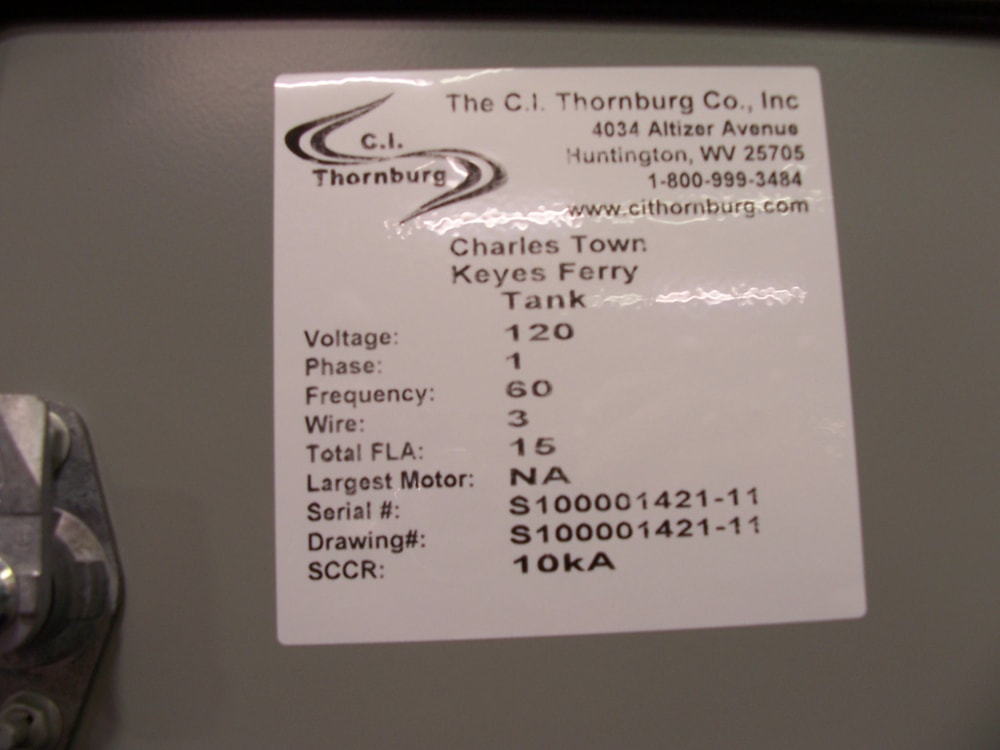 C.I.
Thornburg
The C.I. Thornburg Co., Inc
4034 Altizer Avenue
Huntington, WV 25705
1-800-999-3484
www.cithornburg.com
Charles Town
Keyes Ferry
Tank
Voltage: 120
Phase: 1
Frequency: 60
Wire: 3
Total FLA: 15
Largest Motor: NA
Serial #: S100001421-11
Drawing#: S100001421-11
SCCR: 10kA